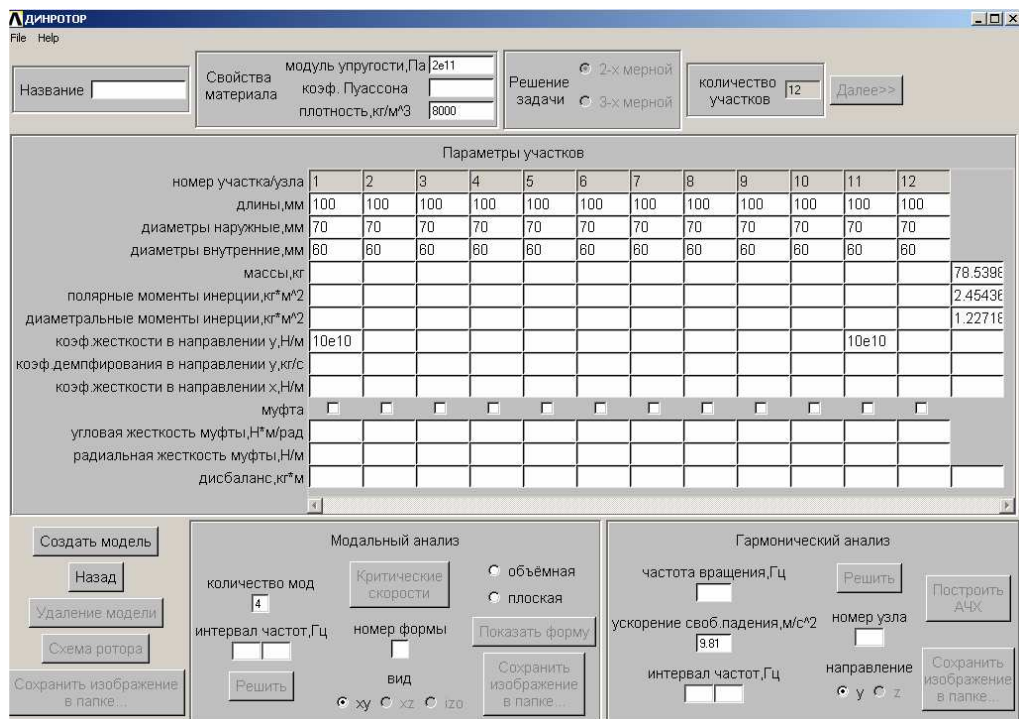 ДИНРОТОР
File Help
Название
Свойства материала
модуль упругости,Па 2e11
коэф. Пуассона
плотность,кг/м^3 8000
Решение задачи
2-х мерной
3-х мерной
количество участков 12
Далее>>
Параметры участков
номер участка/узла 1 2 3 4 5 6 7 8 9 10 11 12
длины,мм 100 100 100 100 100 100 100 100 100 100 100 100
диаметры наружные,мм 70 70 70 70 70 70 70 70 70 70 70 70
диаметры внутренние,мм 60 60 60 60 60 60 60 60 60 60 60 60
массы,кг 78.5398
полярные моменты инерции,кг*м^2 2.45436
диаметральные моменты инерции,кг*м^2 1.22718
коэф.жесткости в направлении y,Н/м 10e10 10e10
коэф.демпфирования в направлении y,кг/с
коэф.жесткости в направлении x,Н/м
муфта
угловая жесткость муфты,Н*м/рад
радиальная жесткость муфты,Н/м
дисбаланс,кг*м
Создать модель
Назад
Удаление модели
Схема ротора
Сохранить изображение
в папке...
Модальный анализ
количество мод
4
интервал частот,Гц
Решить
Критические
скорости
номер формы
вид
xy xz izo
объёмная
плоская
Показать форму
Сохранить
изображение
в папке...
Гармонический анализ
частота вращения,Гц
ускорение своб.падения,м/с^2
9.81
интервал частот,Гц
Решить
номер узла
направление
y z
Построить
АЧХ
Сохранить
изображение
в папке...